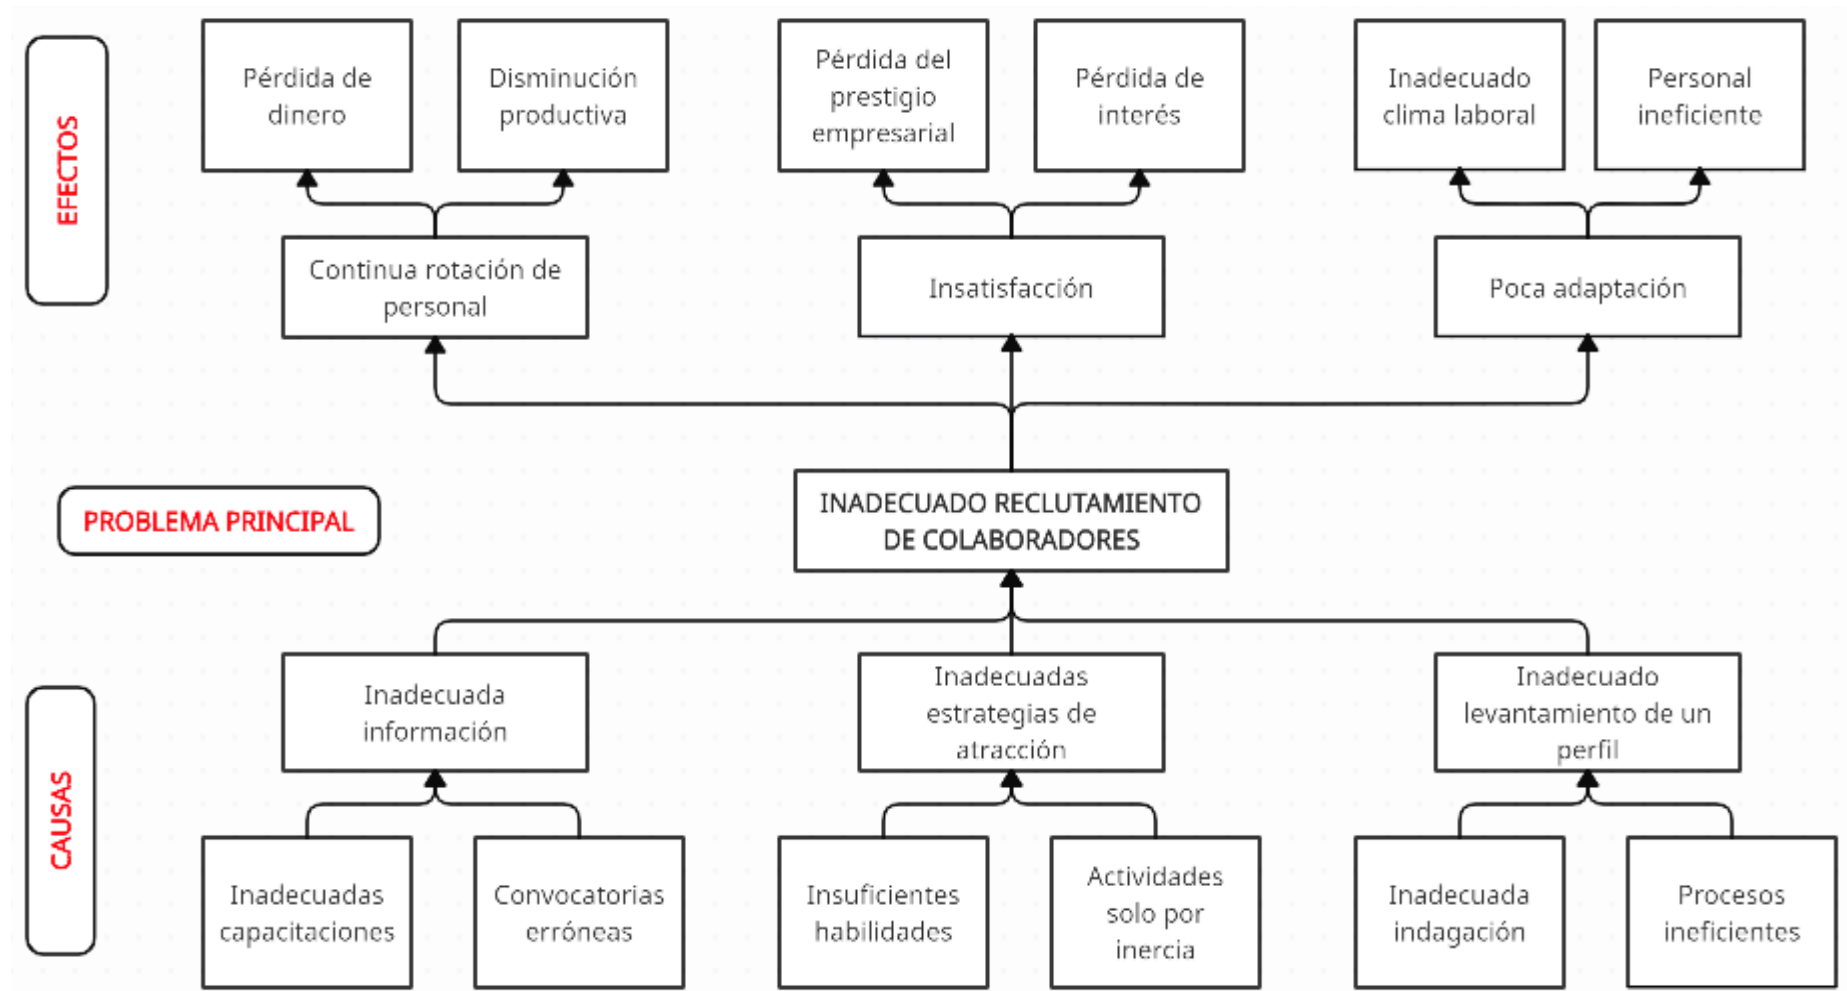 EFECTOS
Pérdida de
dinero
Disminución
productiva
Pérdida del
prestigio
empresarial
Pérdida de
interés
Inadecuado
clima laboral
Personal
ineficiente
Continua rotación de
personal
Insatisfacción
Poca adaptación
PROBLEMA PRINCIPAL
INADECUADO RECLUTAMIENTO
DE COLABORADORES
CAUSAS
Inadecuada
información
Inadecuadas
estrategias de
atracción
Inadecuado
levantamiento de un
perfil
Inadecuadas
capacitaciones
Convocatorias
erróneas
Insuficientes
habilidades
Actividades
solo por
inercia
Inadecuada
indagación
Procesos
ineficientes